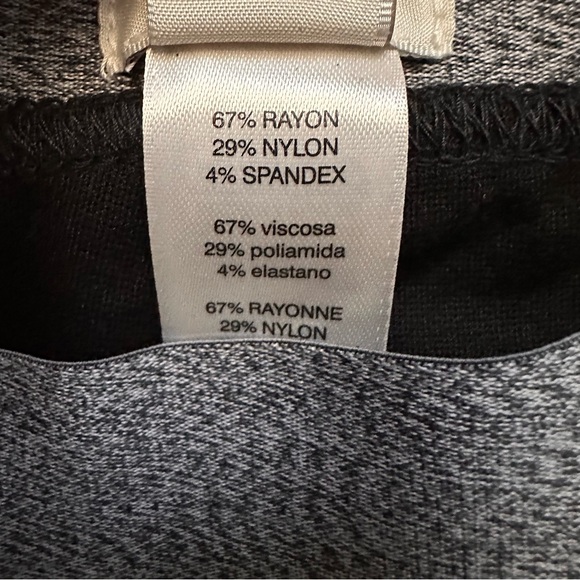 67% RAYON
29% NYLON
4% SPANDEX
67% viscosa
29% poliamida
4% elastano
67% RAYONNE
29% NYLON